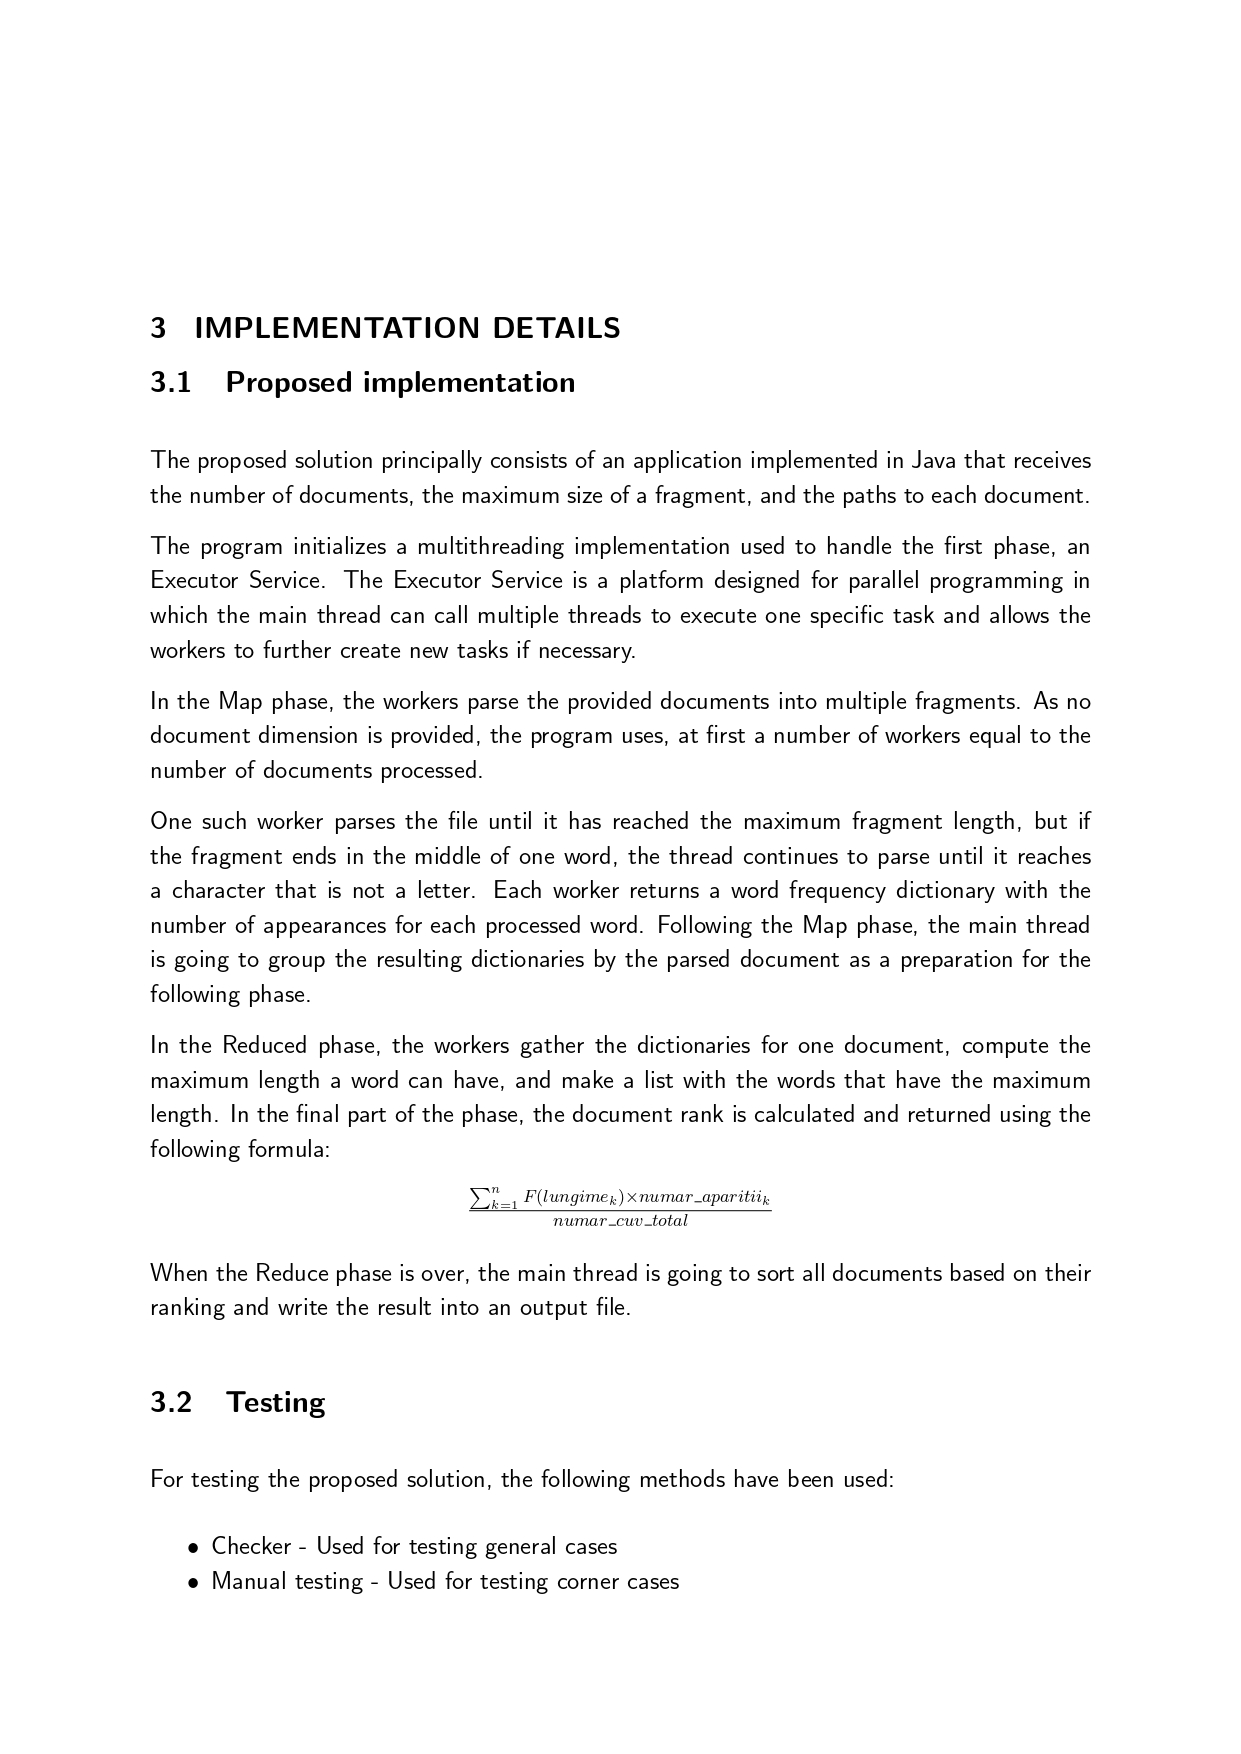 3 IMPLEMENTATION DETAILS
3.1 Proposed implementation
The proposed solution principally consists of an application implemented in Java that receives
the number of documents, the maximum size of a fragment, and the paths to each document.
The program initializes a multithreading implementation used to handle the first phase, an
Executor Service. The Executor Service is a platform designed for parallel programming in
which the main thread can call multiple threads to execute one specific task and allows the
workers to further create new tasks if necessary.
In the Map phase, the workers parse the provided documents into multiple fragments. As no
document dimension is provided, the program uses, at first a number of workers equal to the
number of documents processed.
One such worker parses the file until it has reached the maximum fragment length, but if
the fragment ends in the middle of one word, the thread continues to parse until it reaches
a character that is not a letter. Each worker returns a word frequency dictionary with the
number of appearances for each processed word. Following the Map phase, the main thread
is going to group the resulting dictionaries by the parsed document as a preparation for the
following phase.
In the Reduced phase, the workers gather the dictionaries for one document, compute the
maximum length a word can have, and make a list with the words that have the maximum
length. In the final part of the phase, the document rank is calculated and returned using the
following formula:
∑ⁿₖ₌₁ F(lungimeₖ)×numar_aparitiiₖ
numar_cuv_total
When the Reduce phase is over, the main thread is going to sort all documents based on their
ranking and write the result into an output file.
3.2 Testing
For testing the proposed solution, the following methods have been used:
• Checker - Used for testing general cases
• Manual testing - Used for testing corner cases